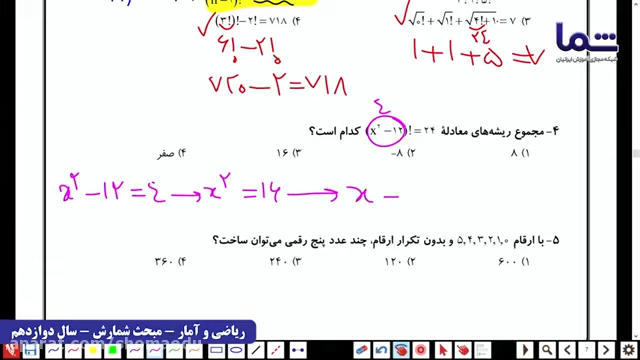 ۳) √۰! + √۱! + √۴!+۱۰ = ۷
۴) (۳!)! - ۲! = ۷۱۸
۲۴
۱ + ۱ + ۵ = ۷
۶! - ۲!
۷۲۰ - ۲ = ۷۱۸
شما
شبکه مجازی آموزش ایرانیان
۴
۴- مجموع ریشه‌های معادلهٔ (x² - ۱۲)! = ۲۴ کدام است؟
۱) ۸ ۲) ۸- ۳) ۱۶ ۴) صفر
x² - ۱۲ = ۴ → x² = ۱۶ → x =
۵- با ارقام ۵,۴,۳,۲,۱,۰ و بدون تکرار ارقام، چند عدد پنج رقمی می‌توان ساخت؟
۱) ۶۰۰ ۲) ۱۲۰ ۳) ۲۴۰ ۴) ۳۶۰
ریاضی و آمار – مبحث شمارش – سال دوازدهم